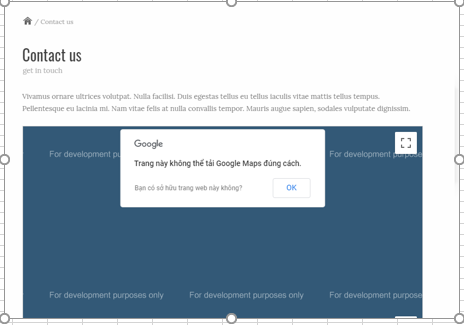 / Contact us
Contact us
get in touch
Vivamus ornare ultrices volutpat. Nulla facilisi. Duis egestas tellus eu tellus iaculis vitae mattis tellus tempus.
Pellentesque eu lacinia mi. Nam vitae felis at nulla convallis tempor. Mauris augue sapien, sodales vulputate dignissim.
For development pu
For development purpose
Google
Trang này không thể tải Google Maps đúng cách.
Bạn có sở hữu trang web này không?
OK
For development purposes only
For development purposes only
For development purpose